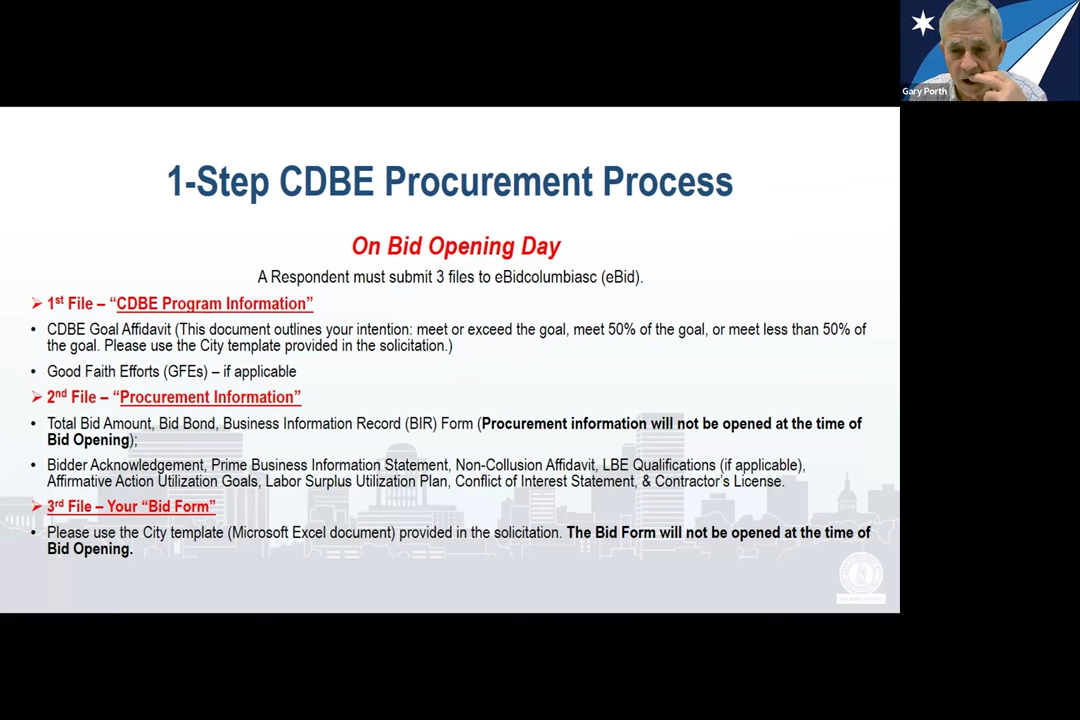 Gary Porth
1-Step CDBE Procurement Process
On Bid Opening Day
A Respondent must submit 3 files to eBidcolumbiasc (eBid).
➢ 1st File – “CDBE Program Information”
• CDBE Goal Affidavit (This document outlines your intention: meet or exceed the goal, meet 50% of the goal, or meet less than 50% of
the goal. Please use the City template provided in the solicitation.)
• Good Faith Efforts (GFEs) – if applicable
➢ 2nd File – “Procurement Information”
• Total Bid Amount, Bid Bond, Business Information Record (BIR) Form (Procurement information will not be opened at the time of
Bid Opening);
• Bidder Acknowledgement, Prime Business Information Statement, Non-Collusion Affidavit, LBE Qualifications (if applicable),
Affirmative Action Utilization Goals, Labor Surplus Utilization Plan, Conflict of Interest Statement, & Contractor’s License.
➢ 3rd File – Your “Bid Form”
• Please use the City template (Microsoft Excel document) provided in the solicitation. The Bid Form will not be opened at the time of
Bid Opening.